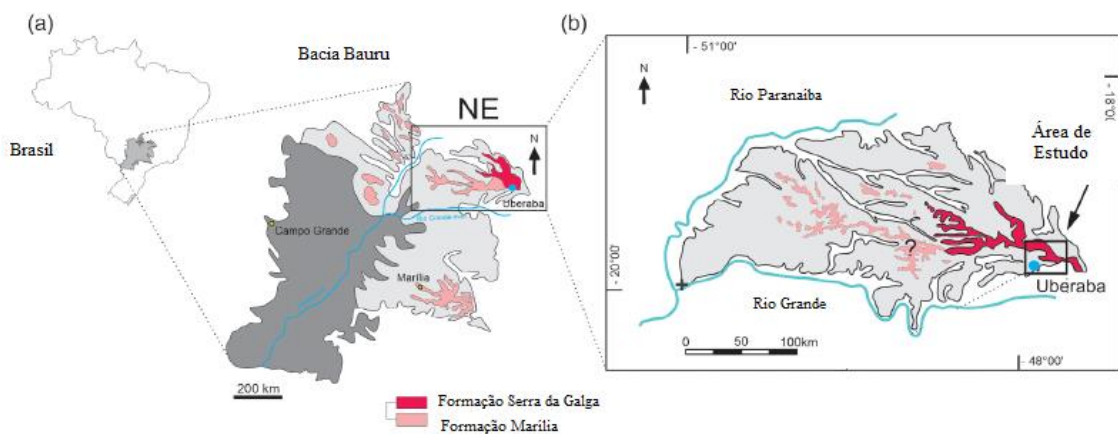 (a)
Bacia Bauru
Brasil
NE
N
Uberaba
Campo Grande
Marília
200 km
Formação Serra da Galga
Formação Marilia
(b)
- 51°00'
N
Rio Paranaiba
- 18°00'
Área de
Estudo
?
- 20°00'
Uberaba
Rio Grande
0 50 100km
- 48°00'